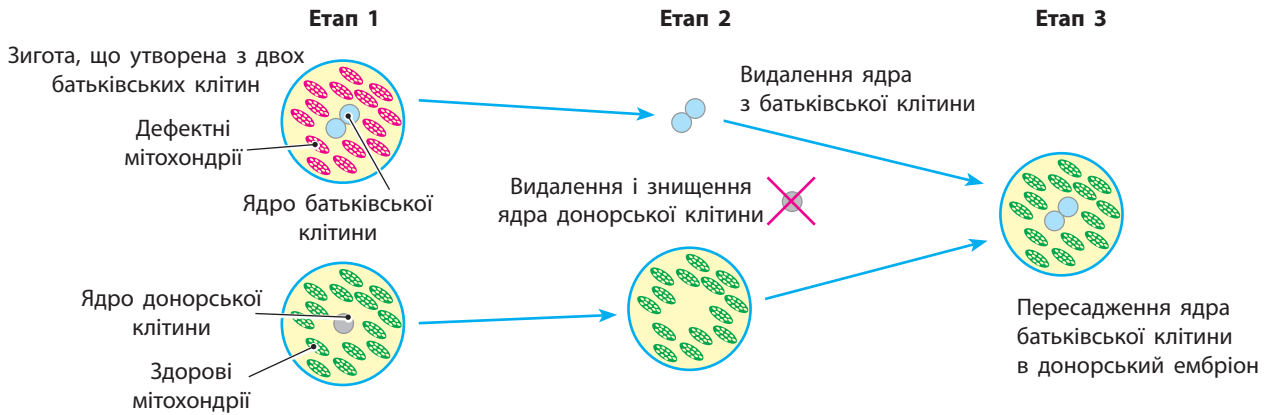 Етап 1
Етап 2
Етап 3
Зигота, що утворена з двох
батьківських клітин
Дефектні
мітохондрії
Ядро батьківської
клітини
Видалення ядра
з батьківської клітини
Видалення і знищення
ядра донорської клітини
Ядро донорської
клітини
Здорові
мітохондрії
Пересадження ядра
батьківської клітини
в донорський ембріон